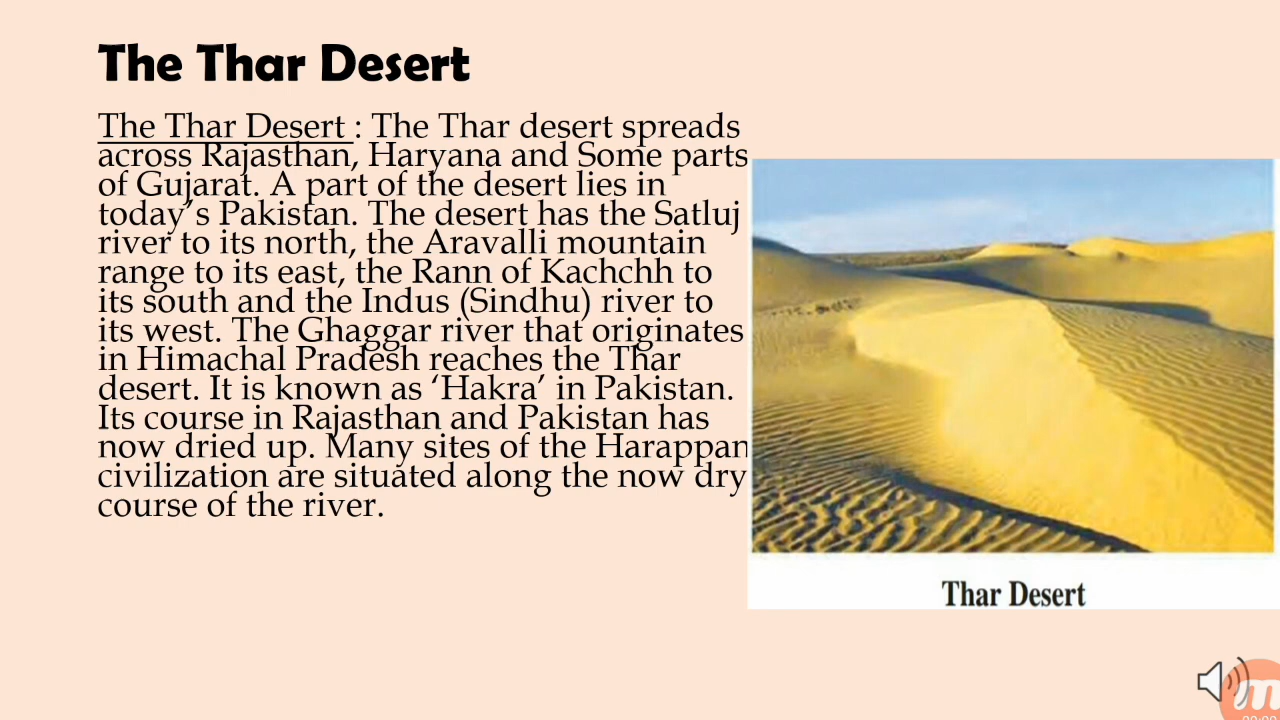 The Thar Desert
The Thar Desert : The Thar desert spreads
across Rajasthan, Haryana and Some parts
of Gujarat. A part of the desert lies in
today’s Pakistan. The desert has the Satluj
river to its north, the Aravalli mountain
range to its east, the Rann of Kachchh to
its south and the Indus (Sindhu) river to
its west. The Ghaggar river that originates
in Himachal Pradesh reaches the Thar
desert. It is known as ‘Hakra’ in Pakistan.
Its course in Rajasthan and Pakistan has
now dried up. Many sites of the Harappan
civilization are situated along the now dry
course of the river.
Thar Desert